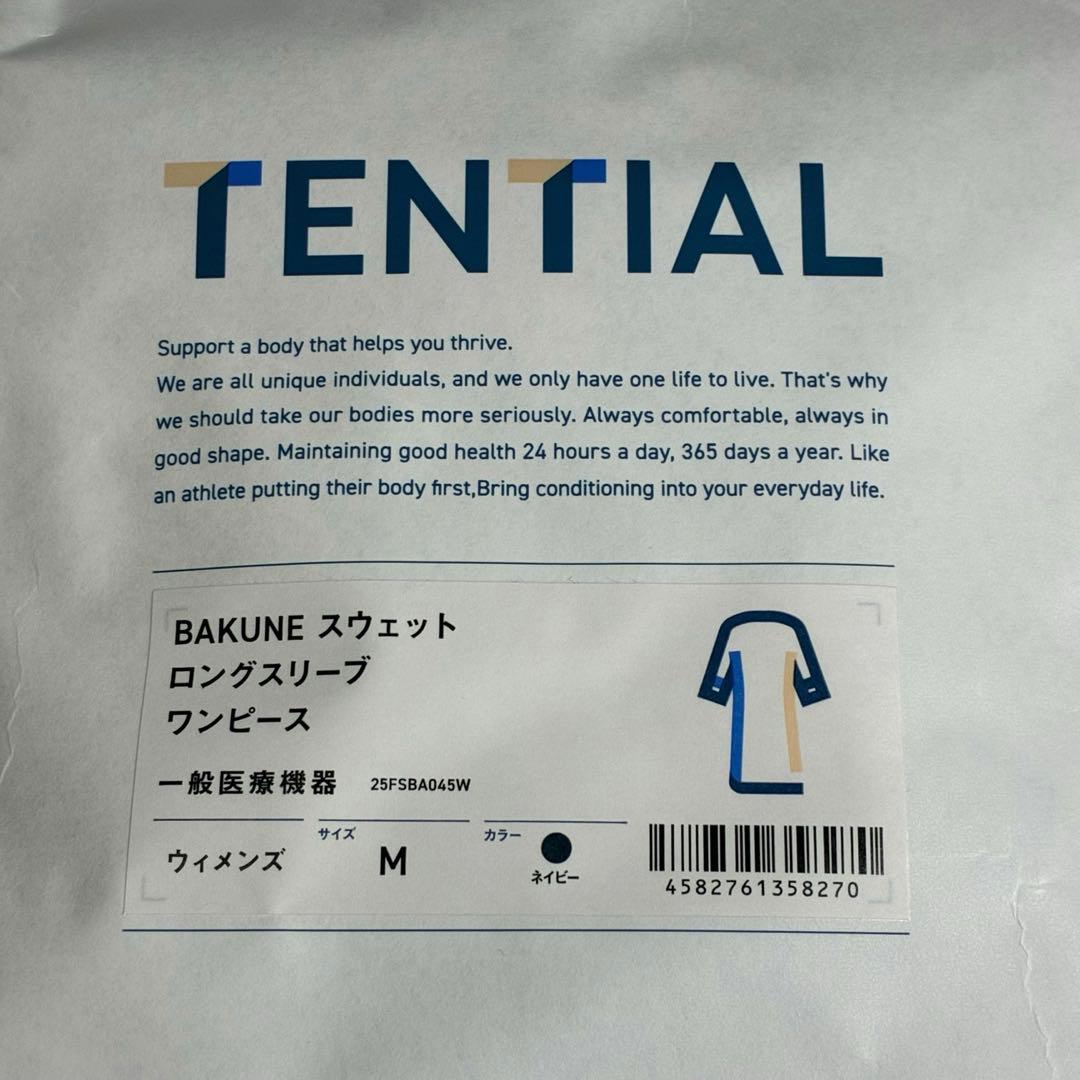 TENTIAL
Support a body that helps you thrive.
We are all unique individuals, and we only have one life to live. That's why
we should take our bodies more seriously. Always comfortable, always in
good shape. Maintaining good health 24 hours a day, 365 days a year. Like
an athlete putting their body first,Bring conditioning into your everyday life.
BAKUNE スウェット
ロングスリーブ
ワンピース
一般医療機器 25FSBA045W
ウィメンズ
サイズ
M
カラー
ネイビー
4582761358270